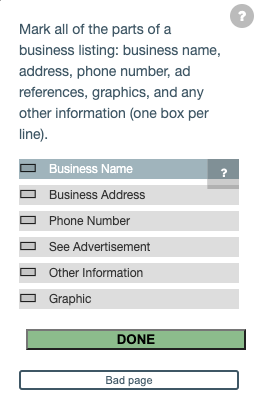 ?
Mark all of the parts of a
business listing: business name,
address, phone number, ad
references, graphics, and any
other information (one box per
line).
Business Name ?
Business Address
Phone Number
See Advertisement
Other Information
Graphic
DONE
Bad page